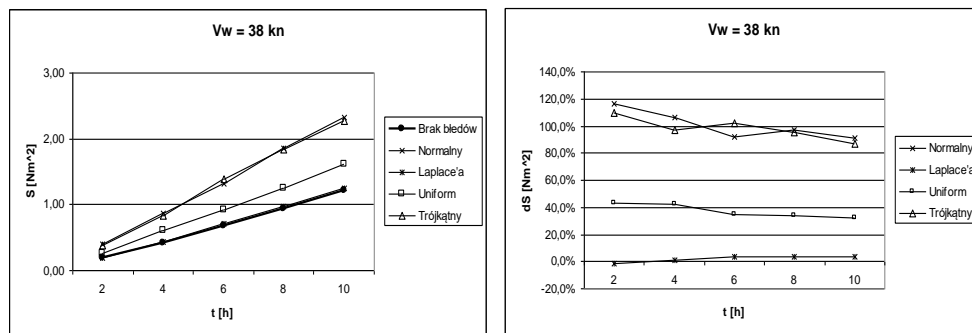 Vw = 38 kn
3,00
2,00
1,00
0,00
S [Nm^2]
2 4 6 8 10
t [h]
Brak błedów
Normalny
Laplace'a
Uniform
Trójkątny
Vw = 38 kn
140,0%
120,0%
100,0%
80,0%
60,0%
40,0%
20,0%
0,0%
-20,0%
dS [Nm^2]
2 4 6 8 10
t [h]
Normalny
Laplace'a
Uniform
Trójkątny